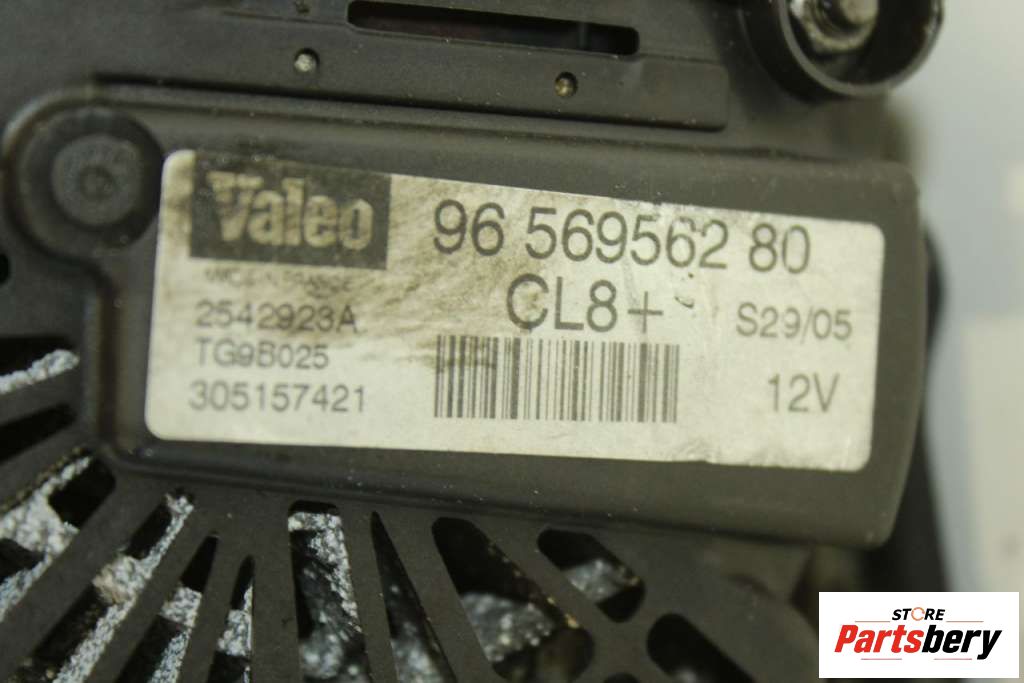 Valeo
96 569562 80
CL8+
2542923A
TG9B025
305157421
S29/05
12V
STORE
Partsbery